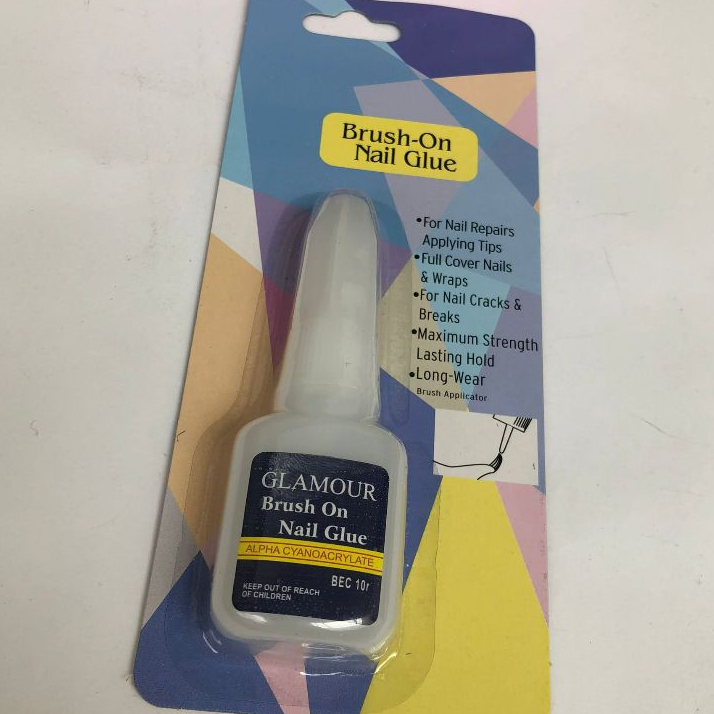 Brush-On
Nail Glue
•For Nail Repairs
Applying Tips
•Full Cover Nails
& Wraps
•For Nail Cracks &
Breaks
•Maximum Strength
Lasting Hold
•Long-Wear
Brush Applicator
GLAMOUR
Brush On
Nail Glue
ALPHA CYANOACRYLATE
BEC 10r
KEEP OUT OF REACH
OF CHILDREN